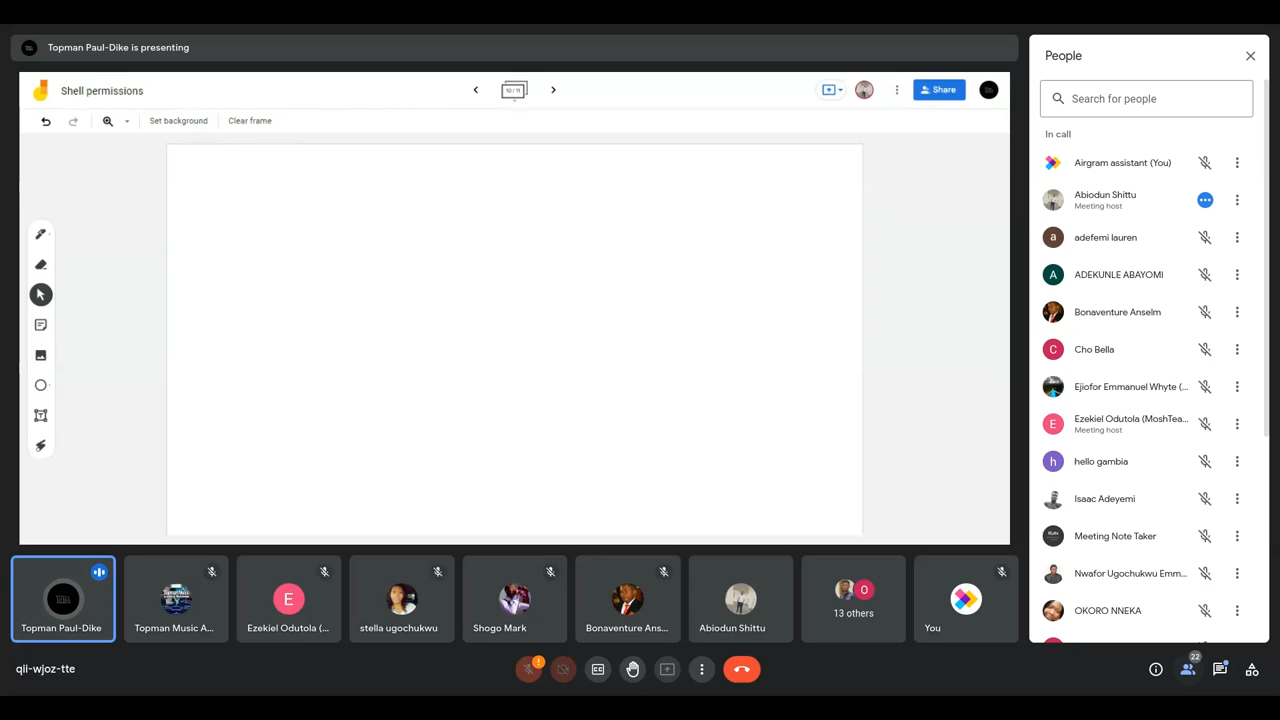 Topman Paul-Dike is presenting
Shell permissions
10 / 11
Share
Set background
Clear frame
People
Search for people
In call
Airgram assistant (You)
Abiodun Shittu
Meeting host
a
adefemi lauren
A
ADEKUNLE ABAYOMI
Bonaventure Anselm
C
Cho Bella
Ejiofor Emmanuel Whyte (...
E
Ezekiel Odutola (MoshTea...
Meeting host
h
hello gambia
Isaac Adeyemi
Meeting Note Taker
Nwafor Ugochukwu Emm...
OKORO NNEKA
Topman Paul-Dike
Topman Music A...
E
Ezekiel Odutola (...
stella ugochukwu
Shogo Mark
Bonaventure Ans...
Abiodun Shittu
O
13 others
You
qii-wjoz-tte
22